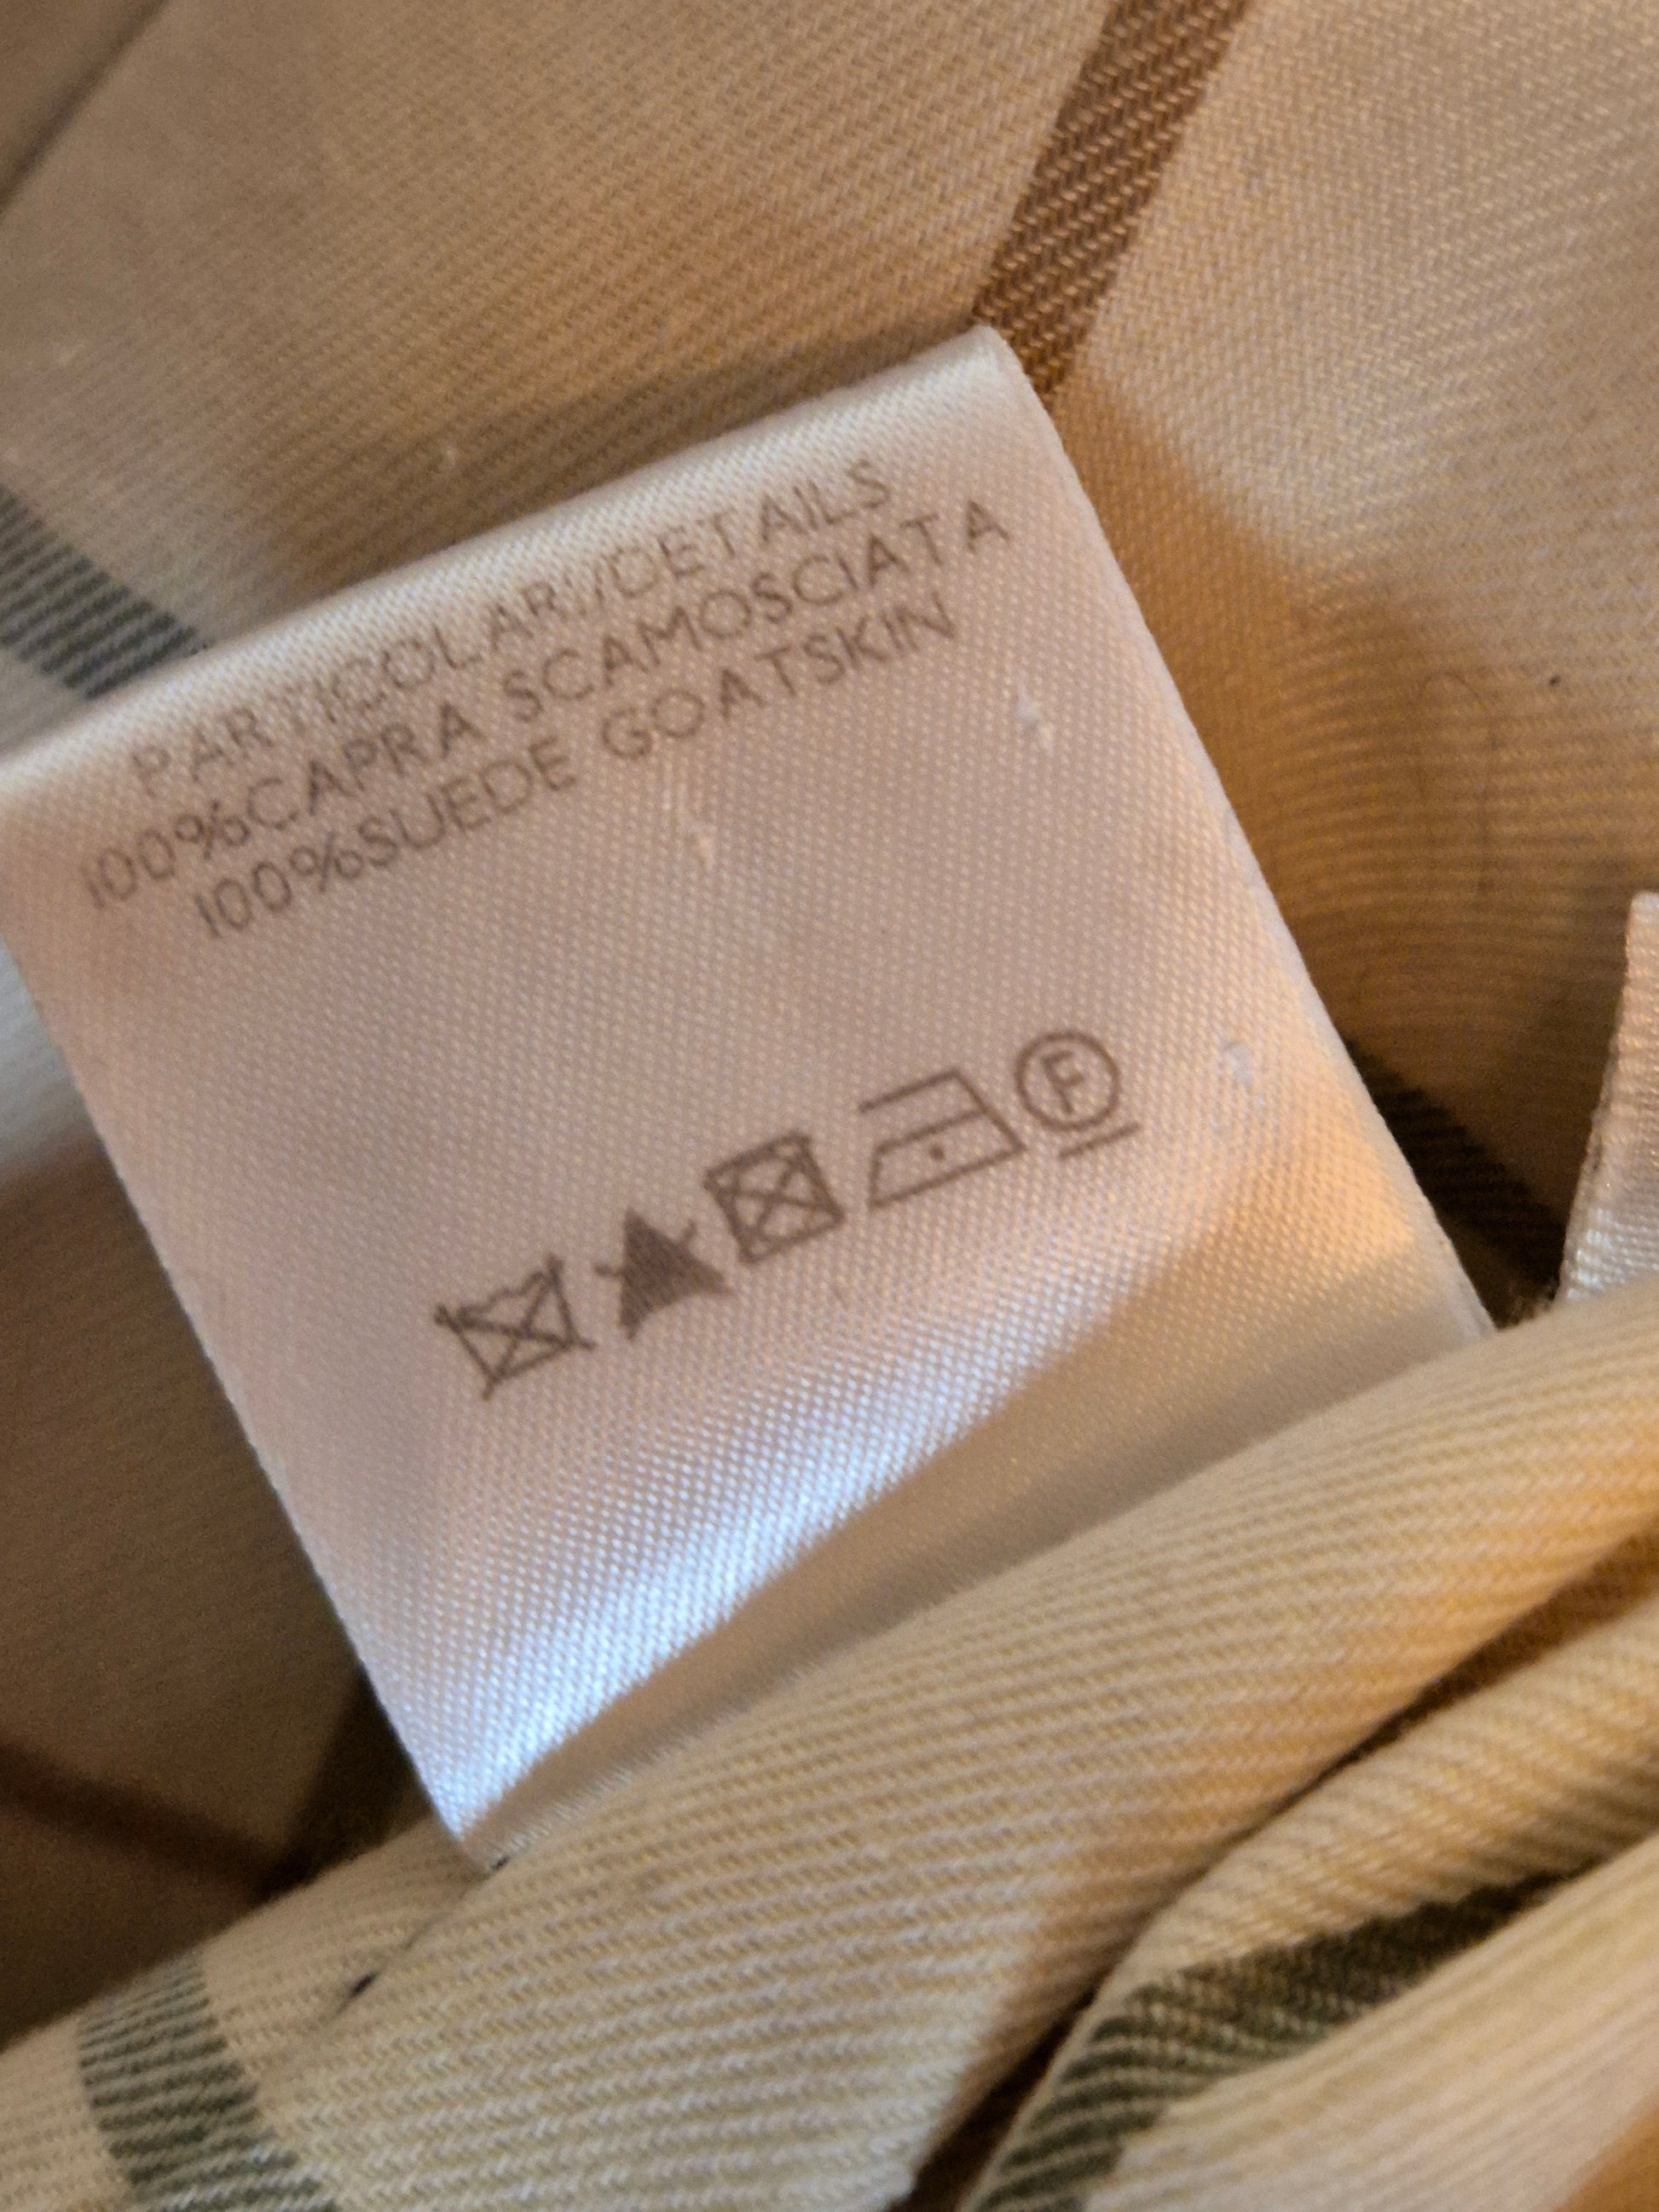 PARTICOLARI/DETAILS
100%CAPRA SCAMOSCIATA
100%SUEDE GOATSKIN
F